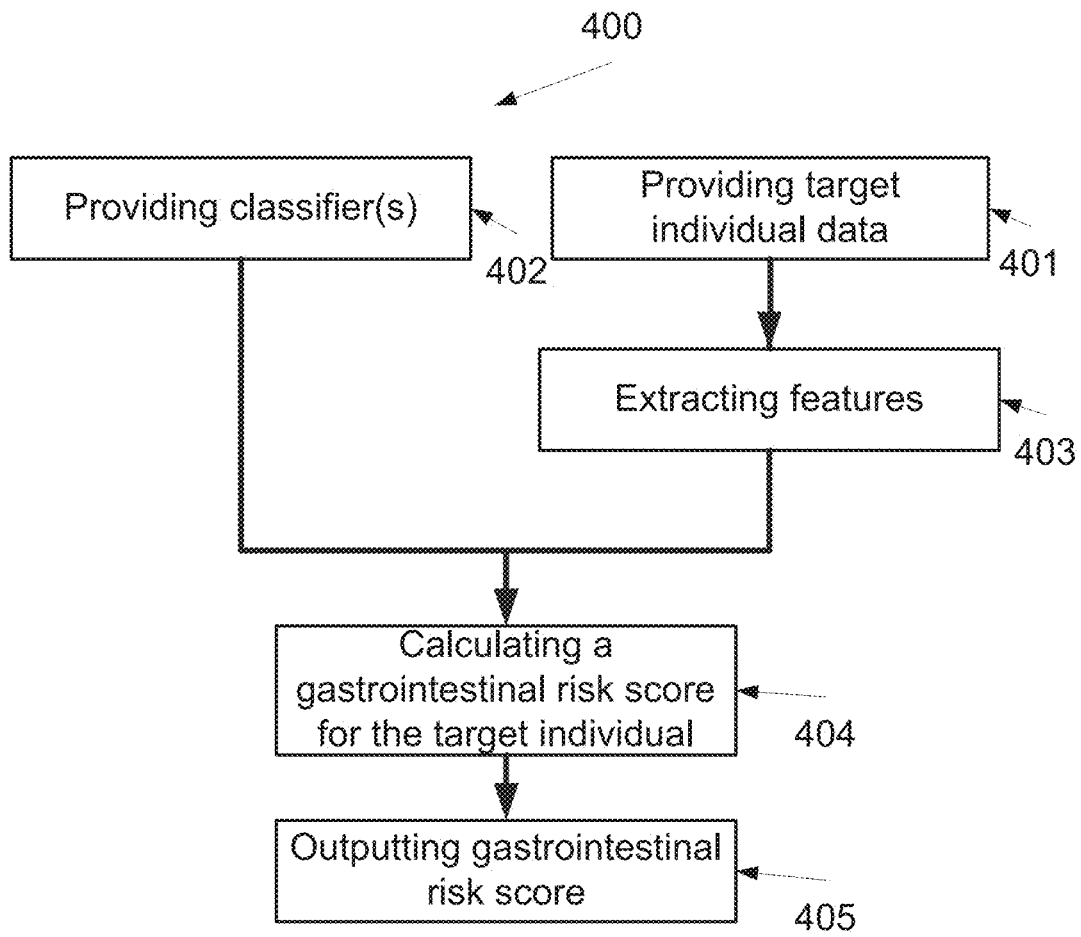 400
Providing classifier(s)
402
Providing target
individual data
401
Extracting features
403
Calculating a
gastrointestinal risk score
for the target individual
404
Outputting gastrointestinal
risk score
405